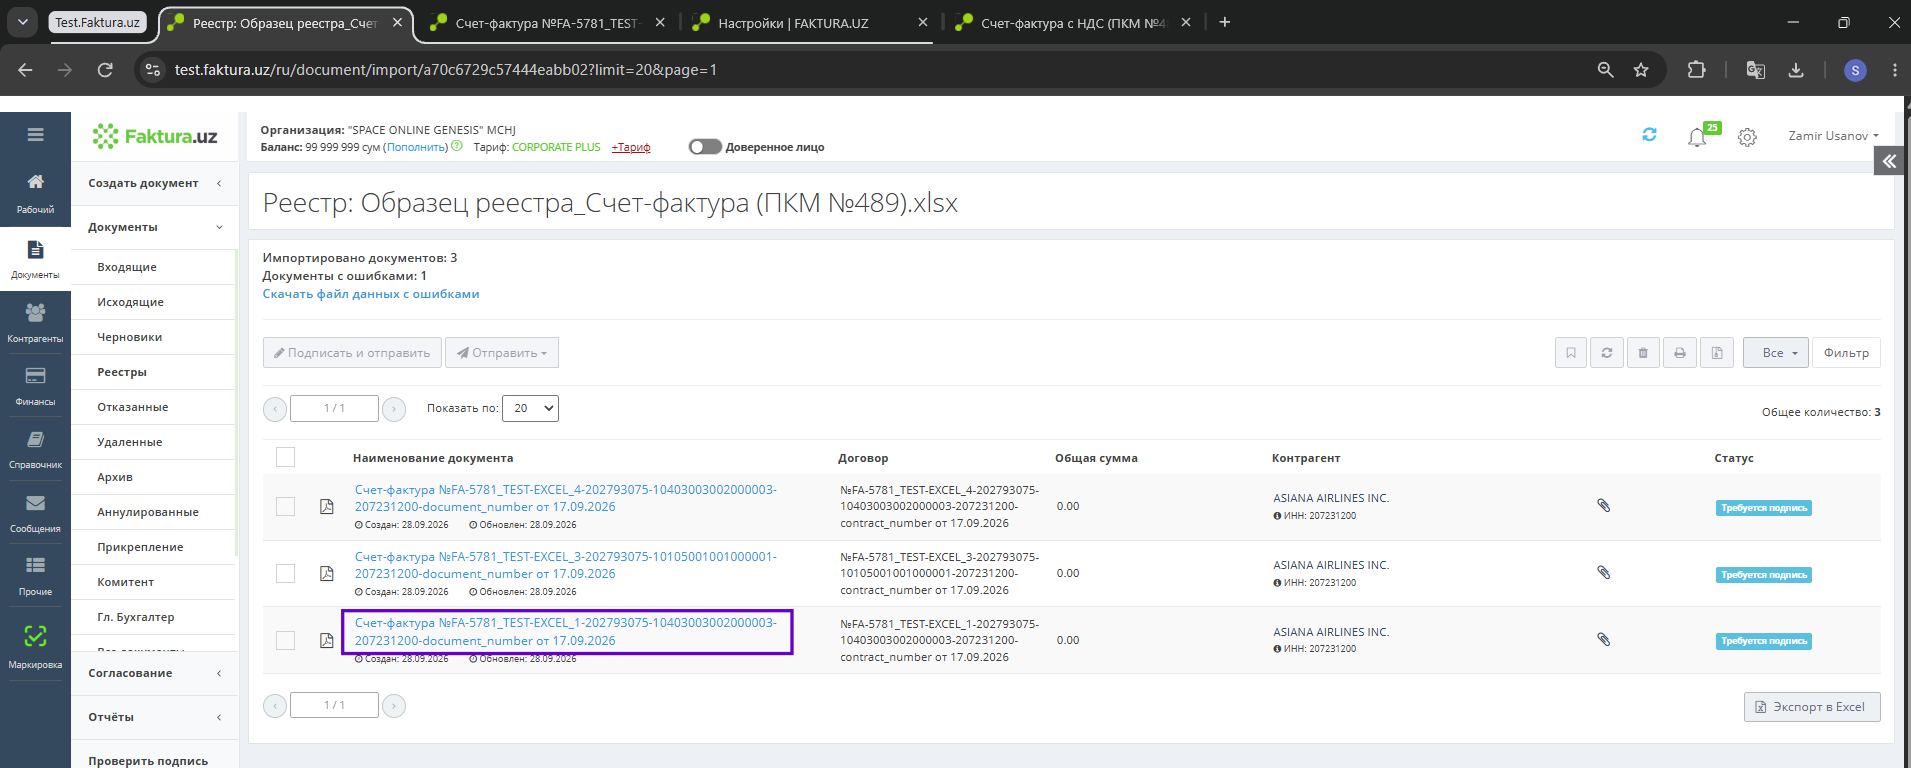 Test.Faktura.uz
Реестр: Образец реестра_Счет
Счет-фактура №FA-5781_TEST-
Настройки | FAKTURA.UZ
Счет-фактура с НДС (ПКМ №4
test.faktura.uz/ru/document/import/a70c6729c57444eabb02?limit=20&page=1
S
Faktura.uz
Организация: "SPACE ONLINE GENESIS" MCHJ
Баланс: 99 999 999 сум (Пополнить) ? Тариф: CORPORATE PLUS +Тариф
Доверенное лицо
25
Zamir Usanov
Рабочий
Документы
Контрагенты
Финансы
Справочник
Сообщения
Прочие
Маркировка
Создать документ
Документы
Входящие
Исходящие
Черновики
Реестры
Отказанные
Удаленные
Архив
Аннулированные
Прикрепление
Комитент
Гл. Бухгалтер
Все документы
Согласование
Отчёты
Проверить подпись
Реестр: Образец реестра_Счет-фактура (ПКМ №489).xlsx
Импортировано документов: 3
Документы с ошибками: 1
Скачать файл данных с ошибками
Подписать и отправить
Отправить
Все
Фильтр
1 / 1
Показать по: 20
Общее количество: 3
Наименование документа
Договор
Общая сумма
Контрагент
Статус
Счет-фактура №FA-5781_TEST-EXCEL_4-202793075-10403003002000003-
207231200-document_number от 17.09.2026
Создан: 28.09.2026 Обновлен: 28.09.2026
№FA-5781_TEST-EXCEL_4-202793075-
10403003002000003-207231200-
contract_number от 17.09.2026
0.00
ASIANA AIRLINES INC.
ИНН: 207231200
Требуется подпись
Счет-фактура №FA-5781_TEST-EXCEL_3-202793075-10105001001000001-
207231200-document_number от 17.09.2026
Создан: 28.09.2026 Обновлен: 28.09.2026
№FA-5781_TEST-EXCEL_3-202793075-
10105001001000001-207231200-
contract_number от 17.09.2026
0.00
ASIANA AIRLINES INC.
ИНН: 207231200
Требуется подпись
Счет-фактура №FA-5781_TEST-EXCEL_1-202793075-10403003002000003-
207231200-document_number от 17.09.2026
Создан: 28.09.2026 Обновлен: 28.09.2026
№FA-5781_TEST-EXCEL_1-202793075-
10403003002000003-207231200-
contract_number от 17.09.2026
0.00
ASIANA AIRLINES INC.
ИНН: 207231200
Требуется подпись
1 / 1
Экспорт в Excel